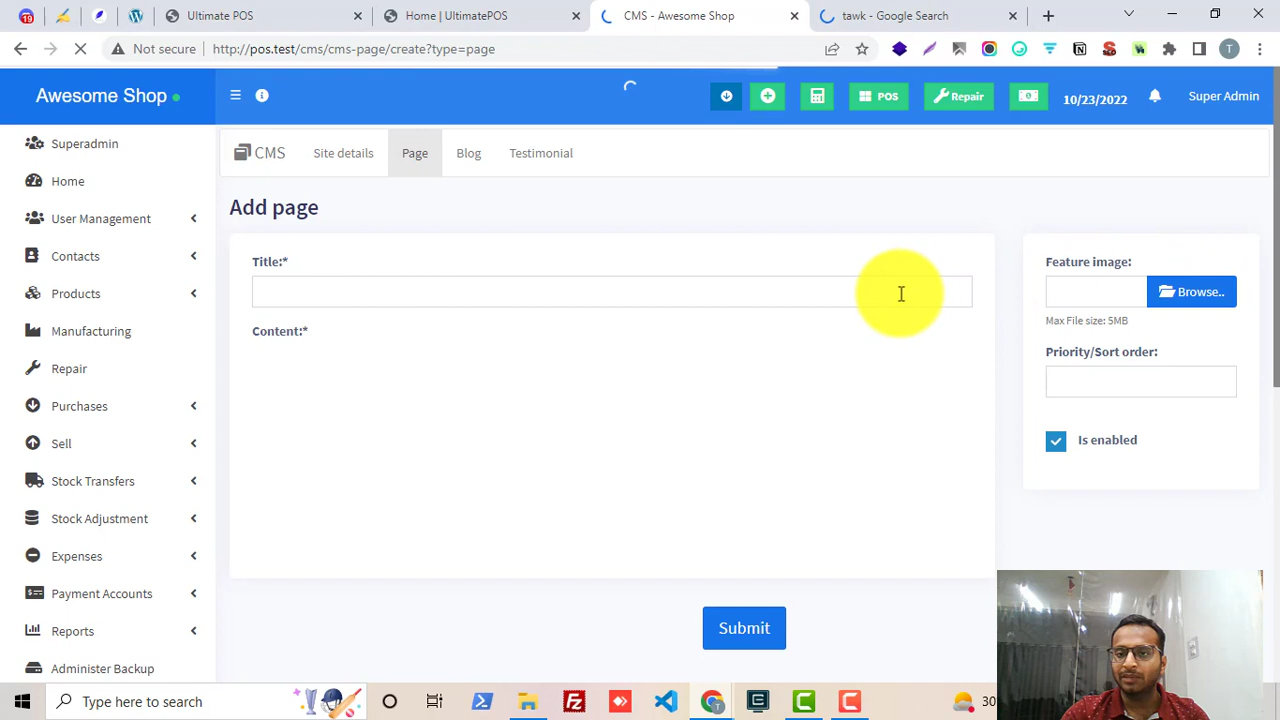 19
Ultimate POS
Home | UltimatePOS
CMS - Awesome Shop
tawk - Google Search
Not secure http://pos.test/cms/cms-page/create?type=page
T
Awesome Shop
POS
Repair
10/23/2022
Super Admin
CMS
Site details
Page
Blog
Testimonial
Superadmin
Home
User Management
Contacts
Products
Manufacturing
Repair
Purchases
Sell
Stock Transfers
Stock Adjustment
Expenses
Payment Accounts
Reports
Administer Backup
Add page
Title:*
Content:*
Submit
Feature image:
Browse..
Max File size: 5MB
Priority/Sort order:
Is enabled
Type here to search
30